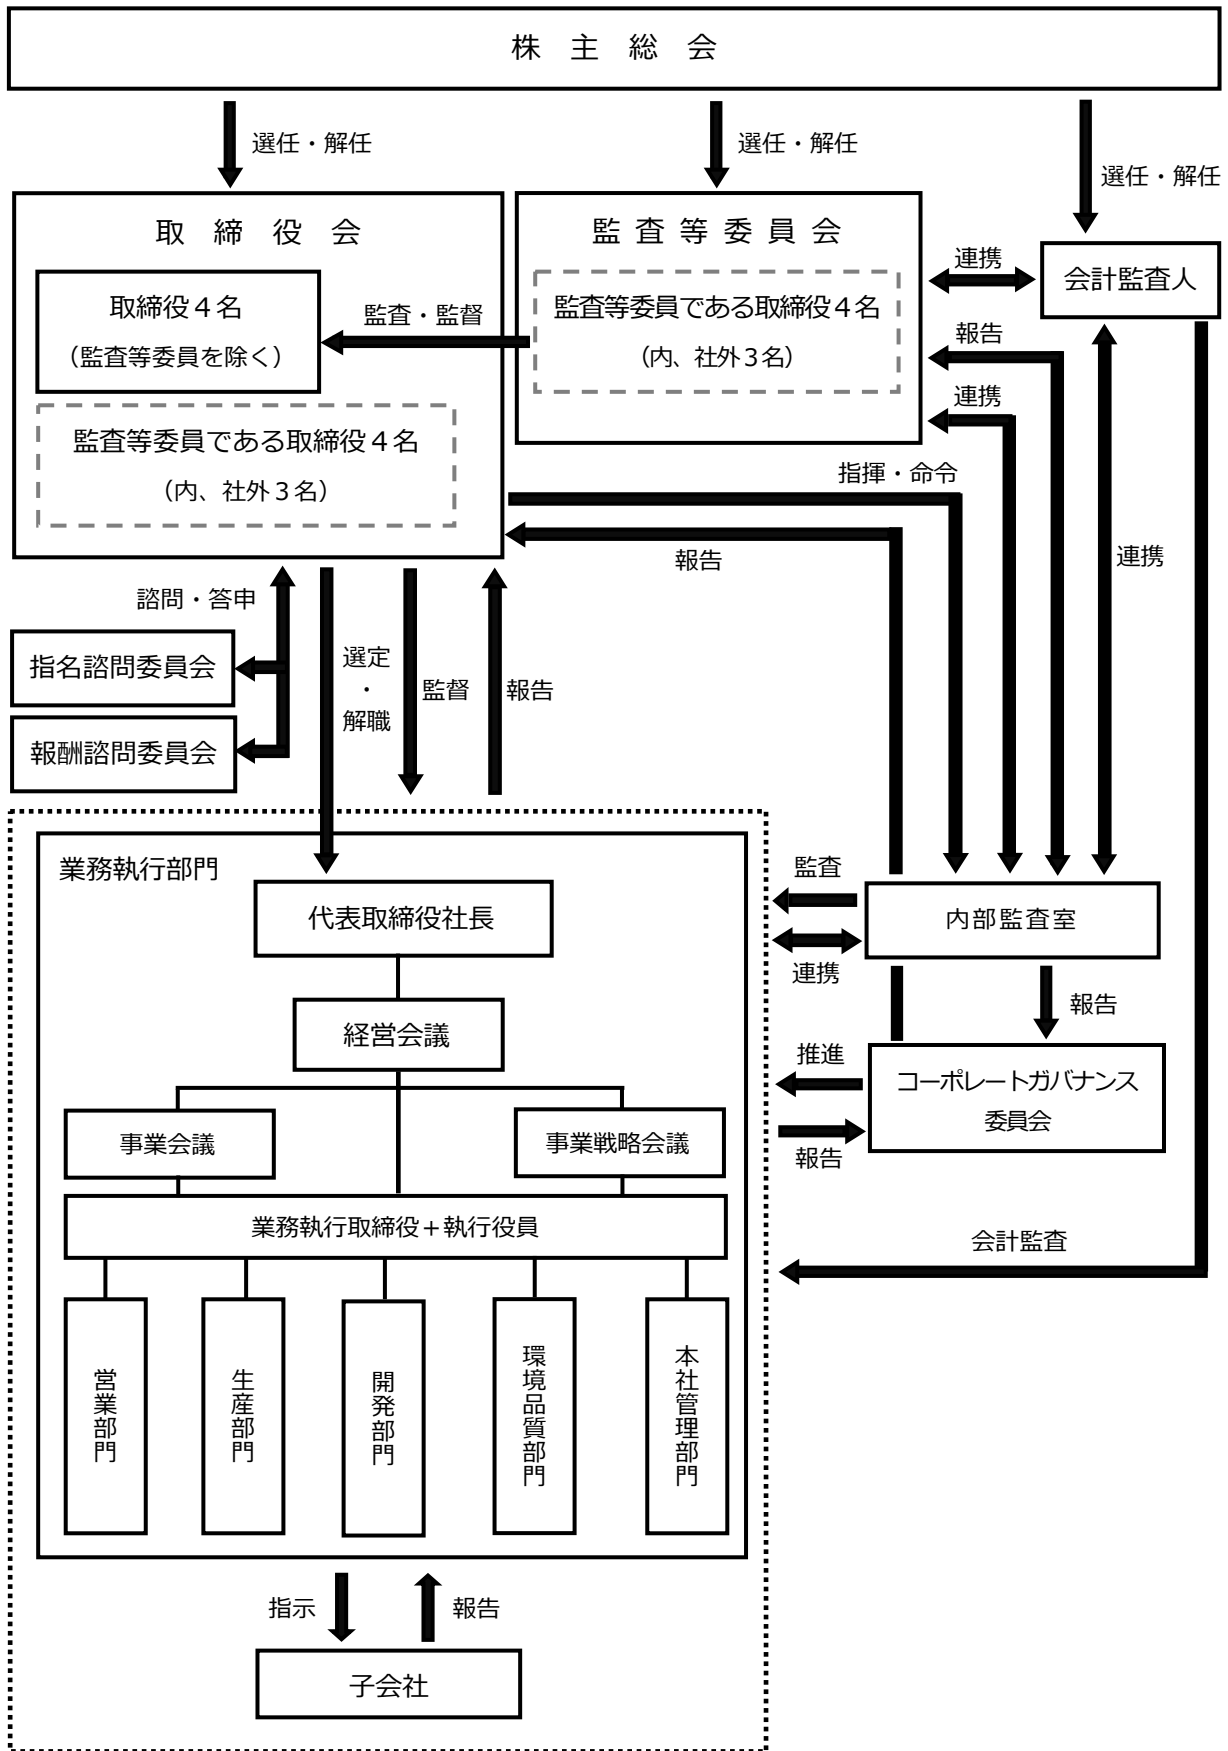 株主総会
選任・解任
選任・解任
選任・解任
取締役会
監査等委員会
取締役４名
（監査等委員を除く）
監査・監督
監査等委員である取締役４名
（内、社外３名）
連携
会計監査人
報告
連携
監査等委員である取締役４名
（内、社外３名）
指揮・命令
報告
連携
諮問・答申
指名諮問委員会
報酬諮問委員会
選定
・
解職
監督
報告
業務執行部門
代表取締役社長
監査
連携
内部監査室
経営会議
報告
推進
報告
コーポレートガバナンス
委員会
事業会議
事業戦略会議
業務執行取締役＋執行役員
会計監査
営業部門
生産部門
開発部門
環境品質部門
本社管理部門
指示
報告
子会社